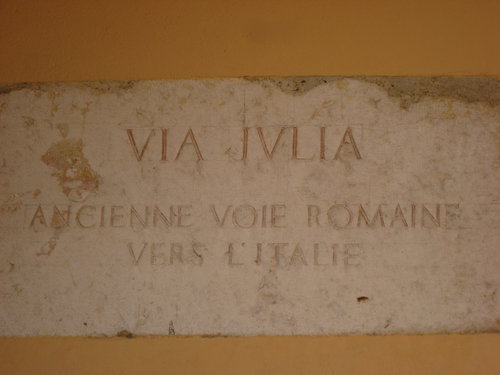 VIA JVLIA
ANCIENNE VOIE ROMAINE
VERS L'ITALIE